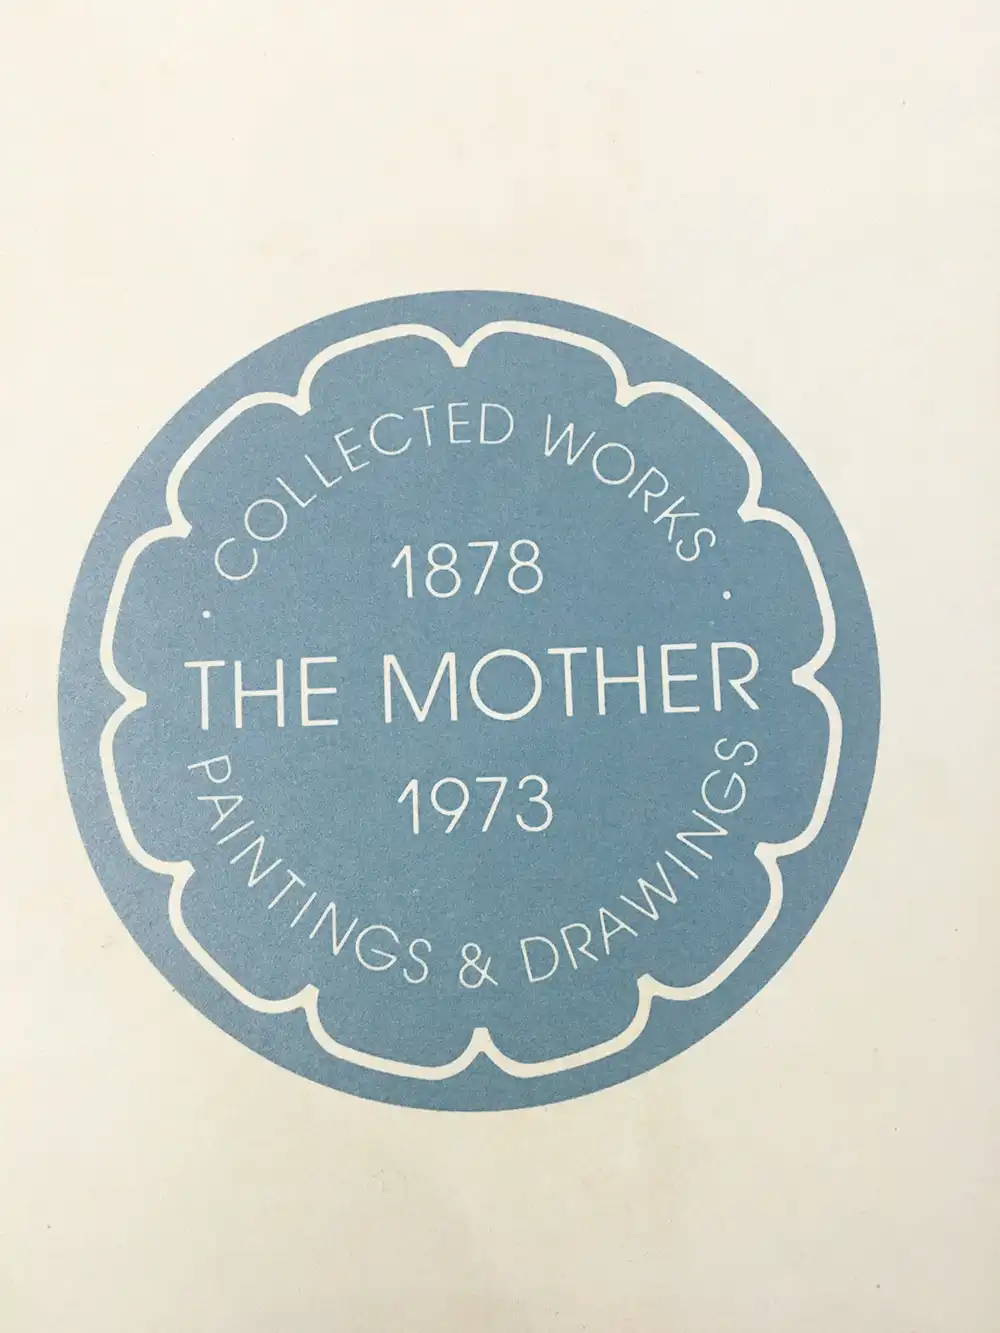 COLLECTED WORKS
1878
THE MOTHER
1973
PAINTINGS & DRAWINGS